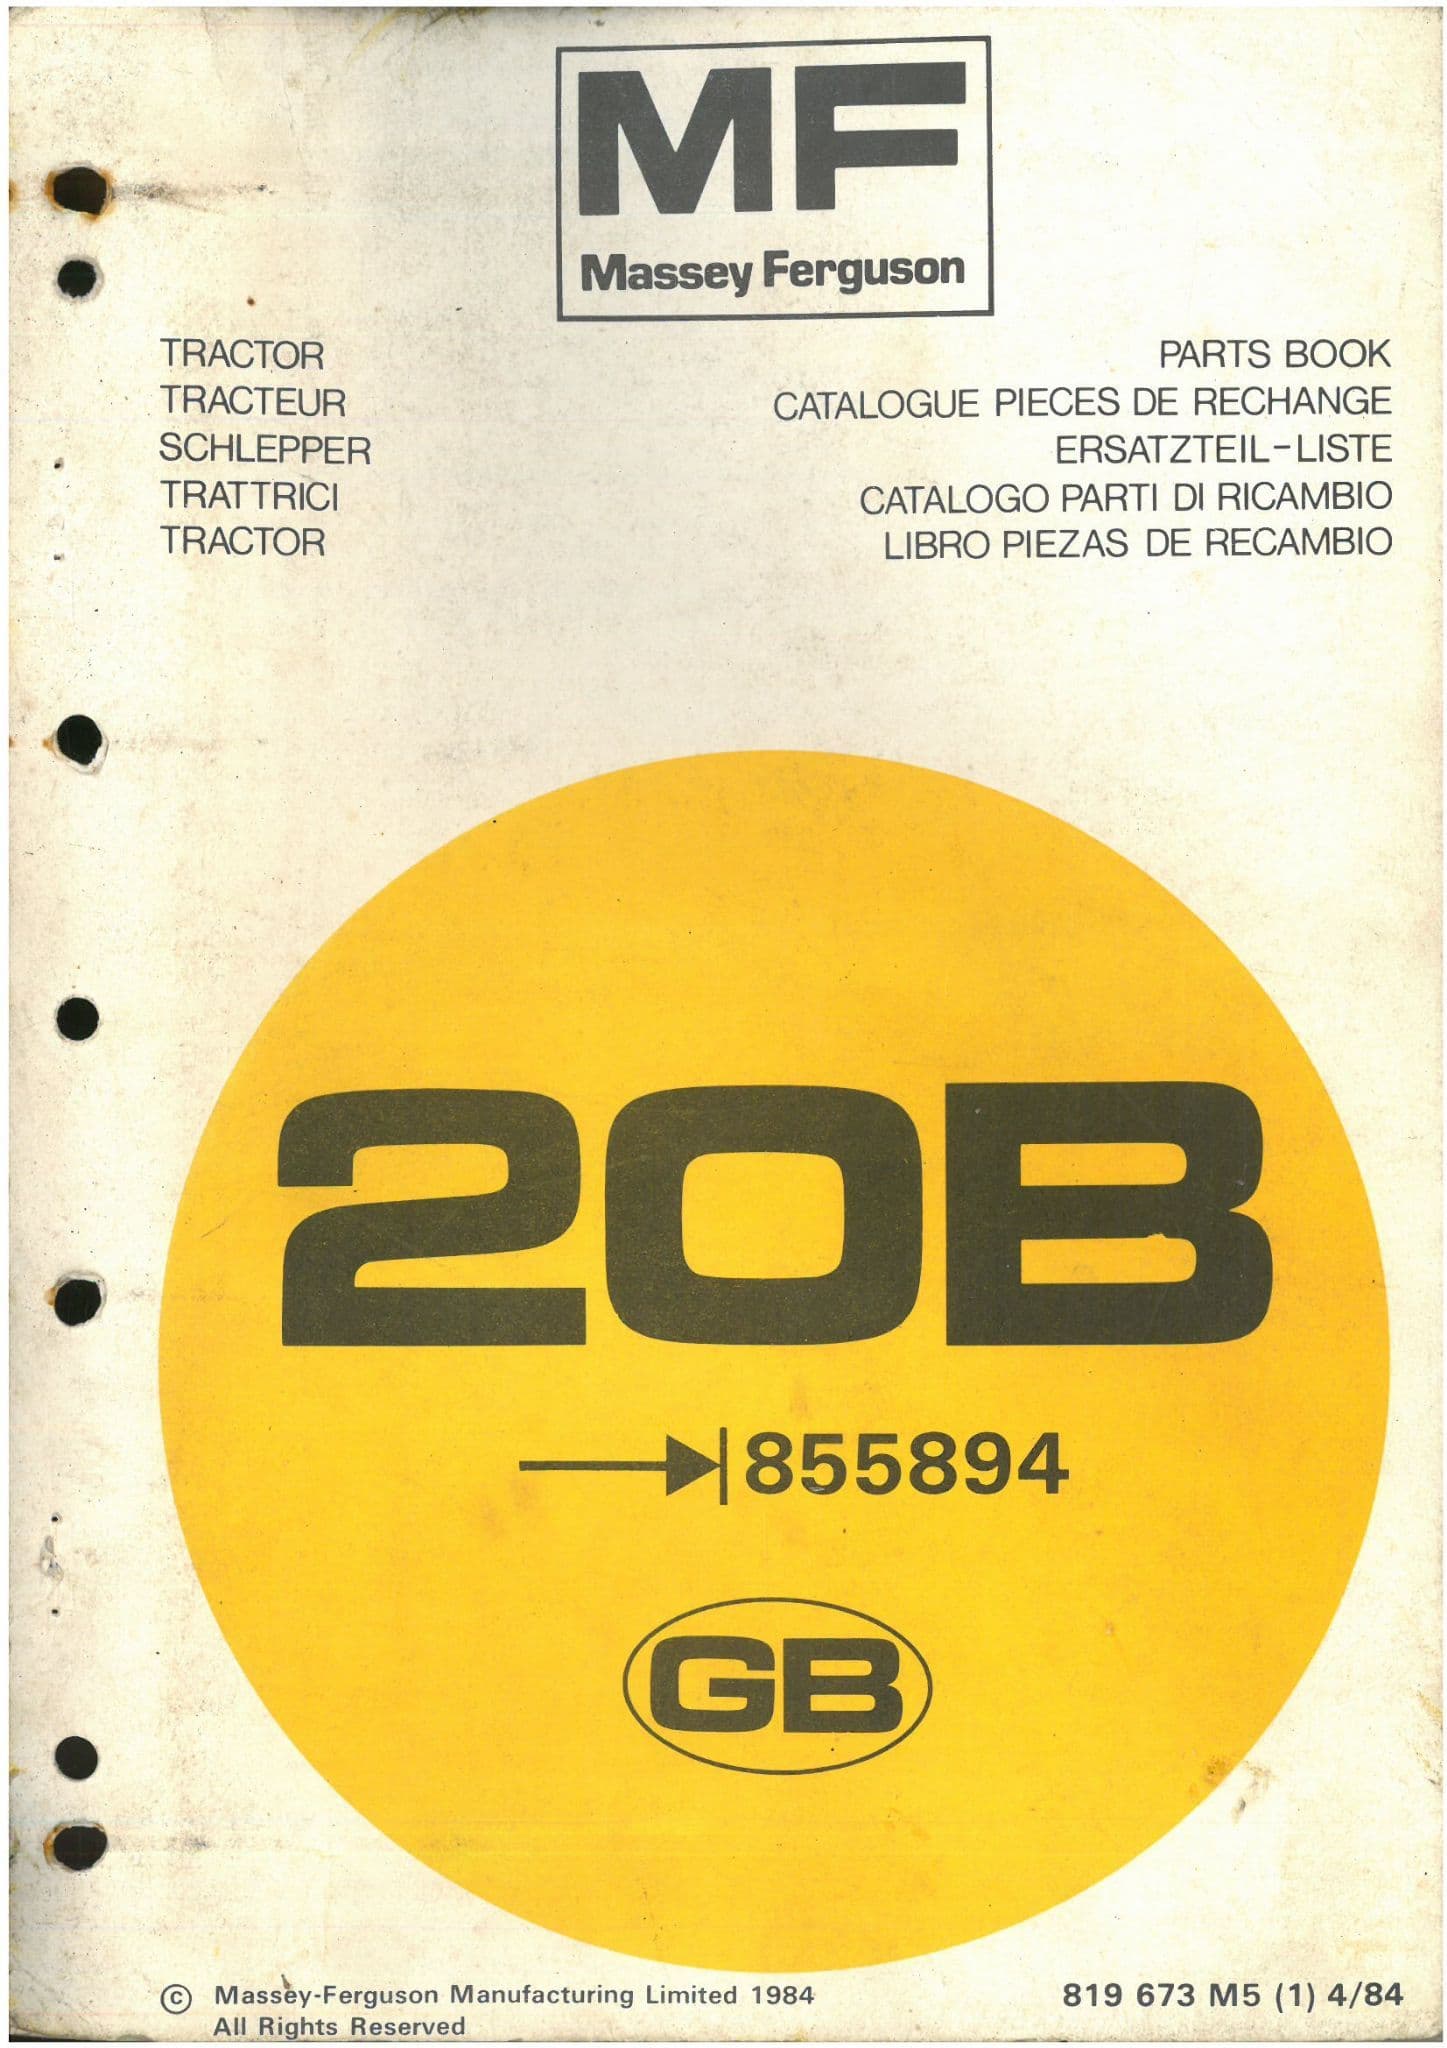 MF
Massey Ferguson
TRACTOR
TRACTEUR
SCHLEPPER
TRATTRICI
TRACTOR
PARTS BOOK
CATALOGUE PIECES DE RECHANGE
ERSATZTEIL-LISTE
CATALOGO PARTI DI RICAMBIO
LIBRO PIEZAS DE RECAMBIO
20B
855894
GB
© Massey-Ferguson Manufacturing Limited 1984
All Rights Reserved
819 673 M5 (1) 4/84